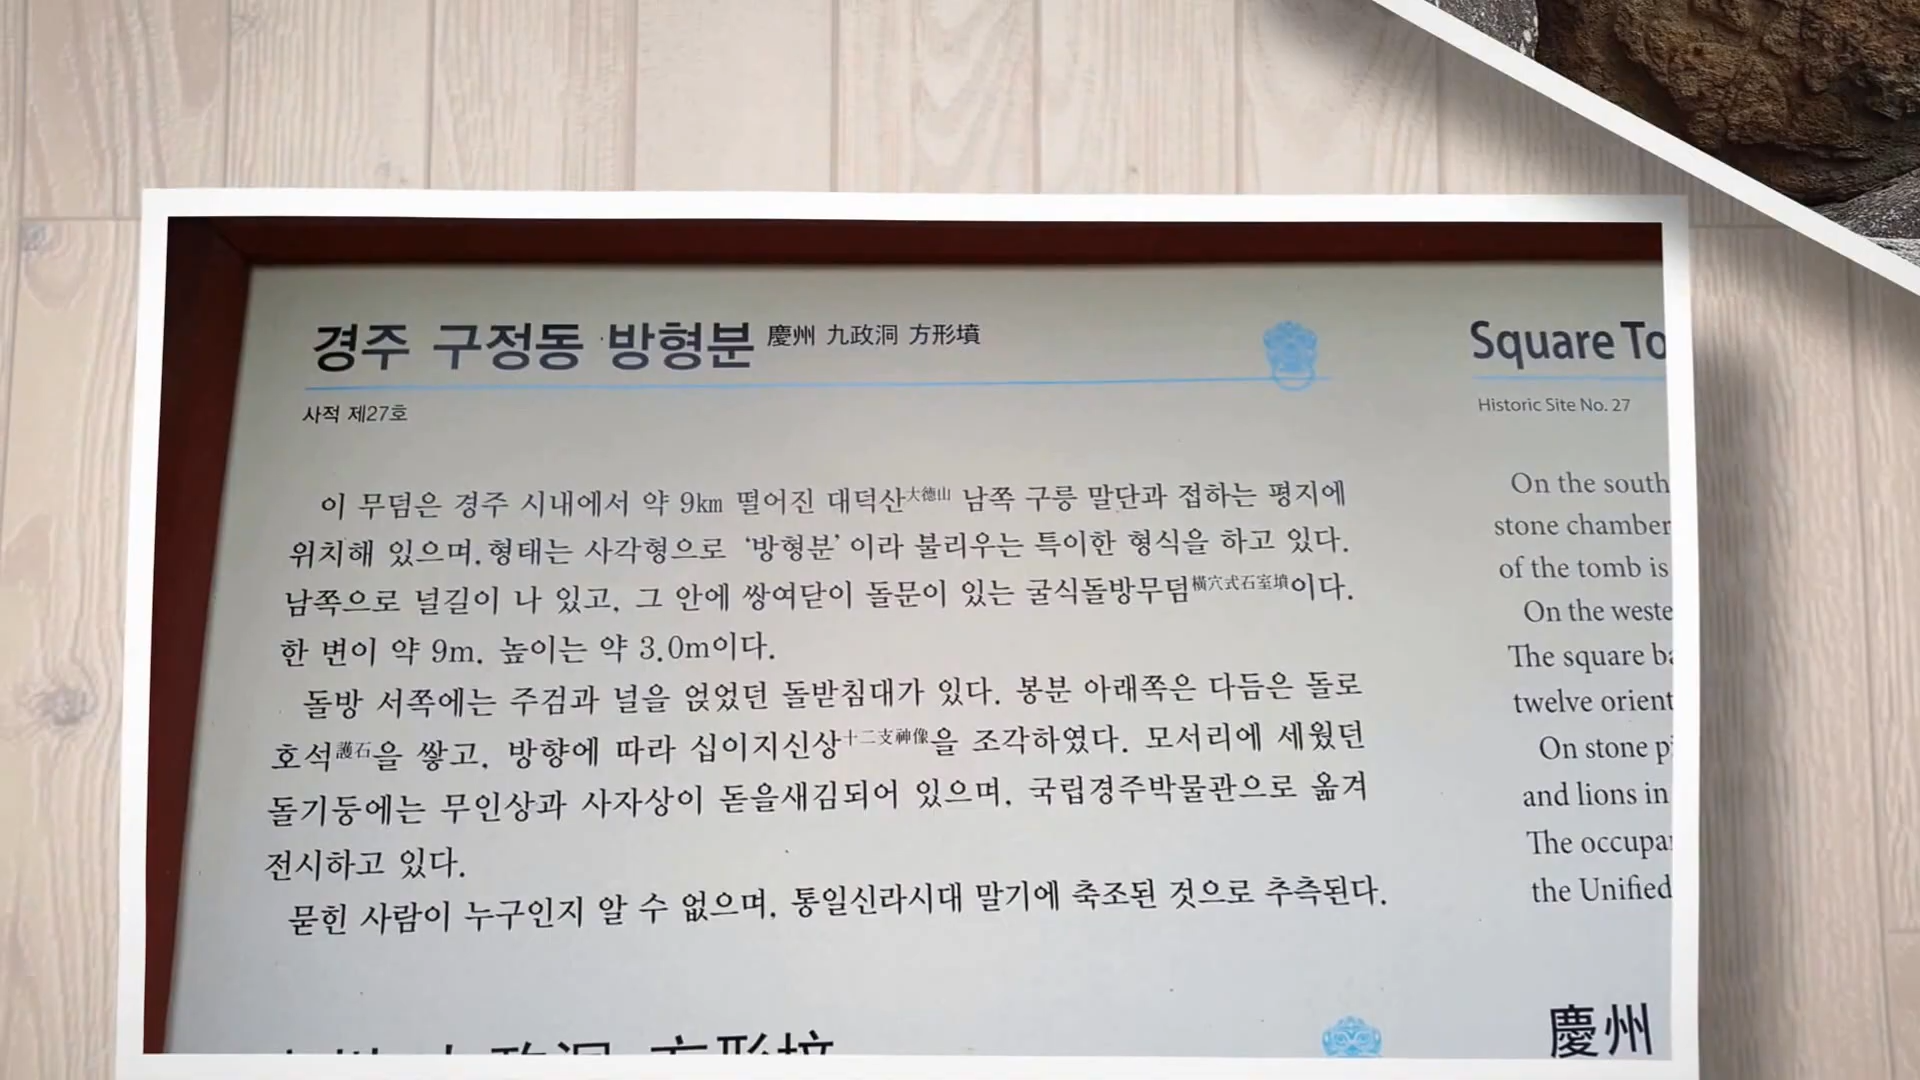 경주 구정동 방형분 慶州 九政洞 方形墳
사적 제27호
이 무덤은 경주 시내에서 약 9㎞ 떨어진 대덕산大德山 남쪽 구릉 말단과 접하는 평지에
위치해 있으며, 형태는 사각형으로 ‘방형분’이라 불리우는 특이한 형식을 하고 있다.
남쪽으로 널길이 나 있고, 그 안에 쌍여닫이 돌문이 있는 굴식돌방무덤橫穴式石室墳이다.
한 변이 약 9m, 높이는 약 3.0m이다.
돌방 서쪽에는 주검과 널을 얹었던 돌받침대가 있다. 봉분 아래쪽은 다듬은 돌로
호석護石을 쌓고, 방향에 따라 십이지신상十二支神像을 조각하였다. 모서리에 세웠던
돌기둥에는 무인상과 사자상이 돋을새김되어 있으며, 국립경주박물관으로 옮겨
전시하고 있다.
묻힌 사람이 누구인지 알 수 없으며, 통일신라시대 말기에 축조된 것으로 추측된다.
Square To
Historic Site No. 27
On the south
stone chamber
of the tomb is
On the weste
The square ba
twelve orient
On stone p
and lions in
The occupa
the Unified
慶州